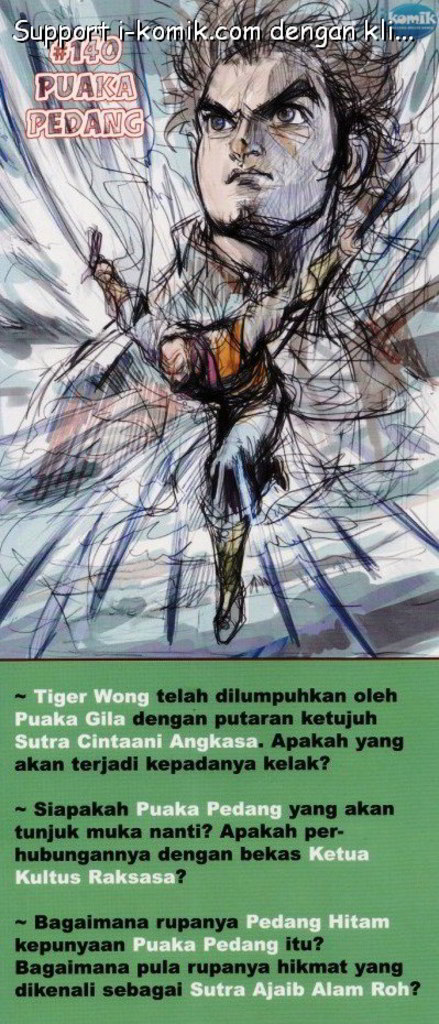 Support i-komik.com dengan kli...
komik
#140
PUAKA
PEDANG
~ Tiger Wong telah dilumpuhkan oleh
Puaka Gila dengan putaran ketujuh
Sutra Cintaani Angkasa. Apakah yang
akan terjadi kepadanya kelak?
~ Siapakah Puaka Pedang yang akan
tunjuk muka nanti? Apakah per-
hubungannya dengan bekas Ketua
Kultus Raksasa?
~ Bagaimana rupanya Pedang Hitam
kepunyaan Puaka Pedang itu?
Bagaimana pula rupanya hikmat yang
dikenali sebagai Sutra Ajaib Alam Roh?